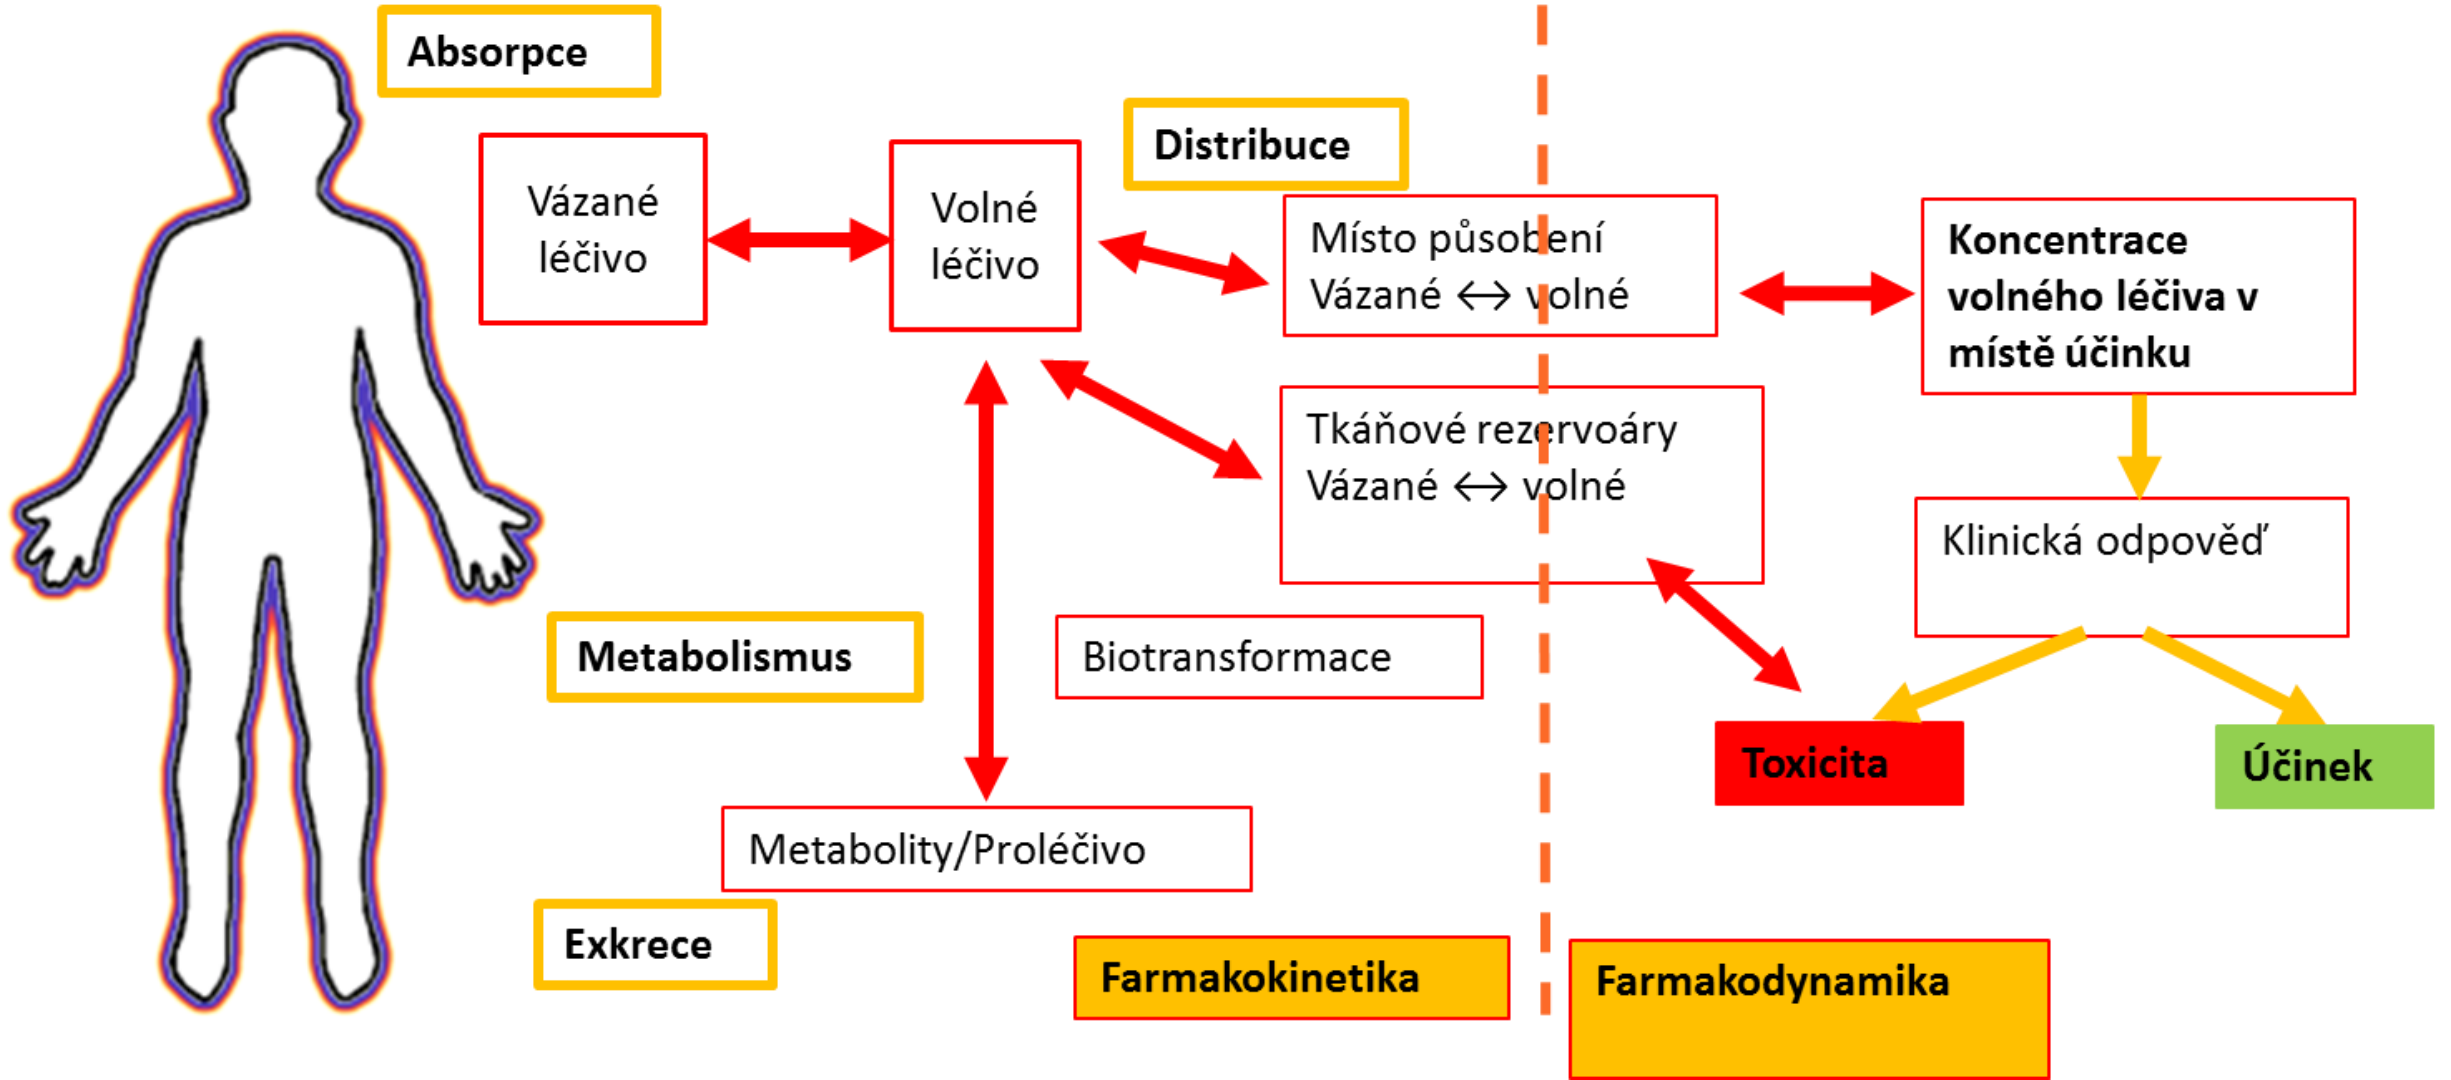 Absorpce
Distribuce
Vázané
léčivo
Volné
léčivo
Místo působení
Vázané ↔ volné
Koncentrace
volného léčiva v
místě účinku
Tkáňové rezervoáry
Vázané ↔ volné
Klinická odpověď
Metabolismus
Biotransformace
Toxicita
Účinek
Metabolity/Proléčivo
Exkrece
Farmakokinetika
Farmakodynamika